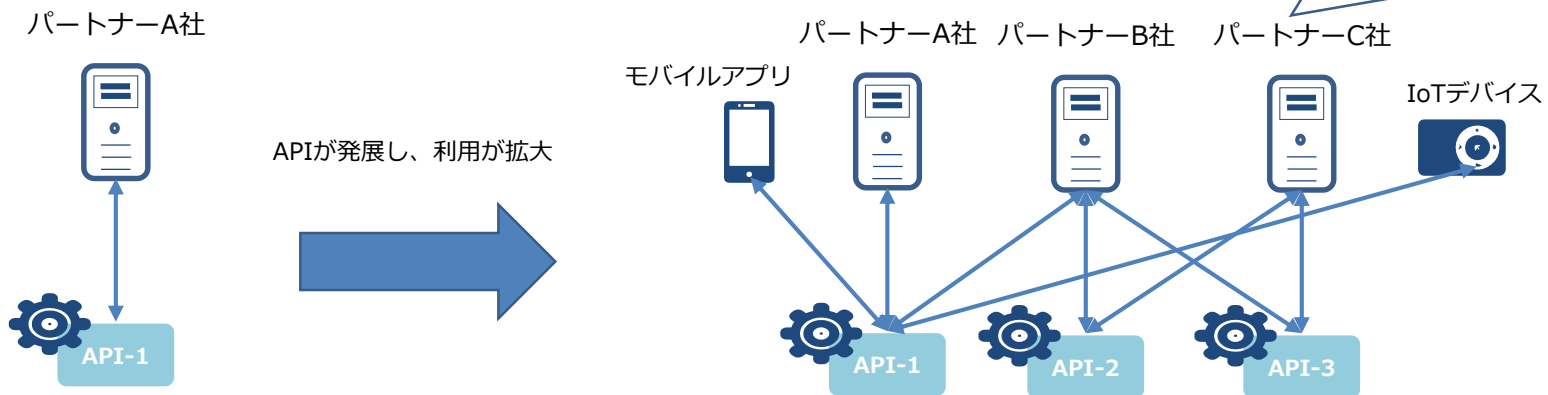 パートナーA社
API-1
APIが発展し、利用が拡大
モバイルアプリ
パートナーA社
パートナーB社
パートナーC社
IoTデバイス
API-1
API-2
API-3